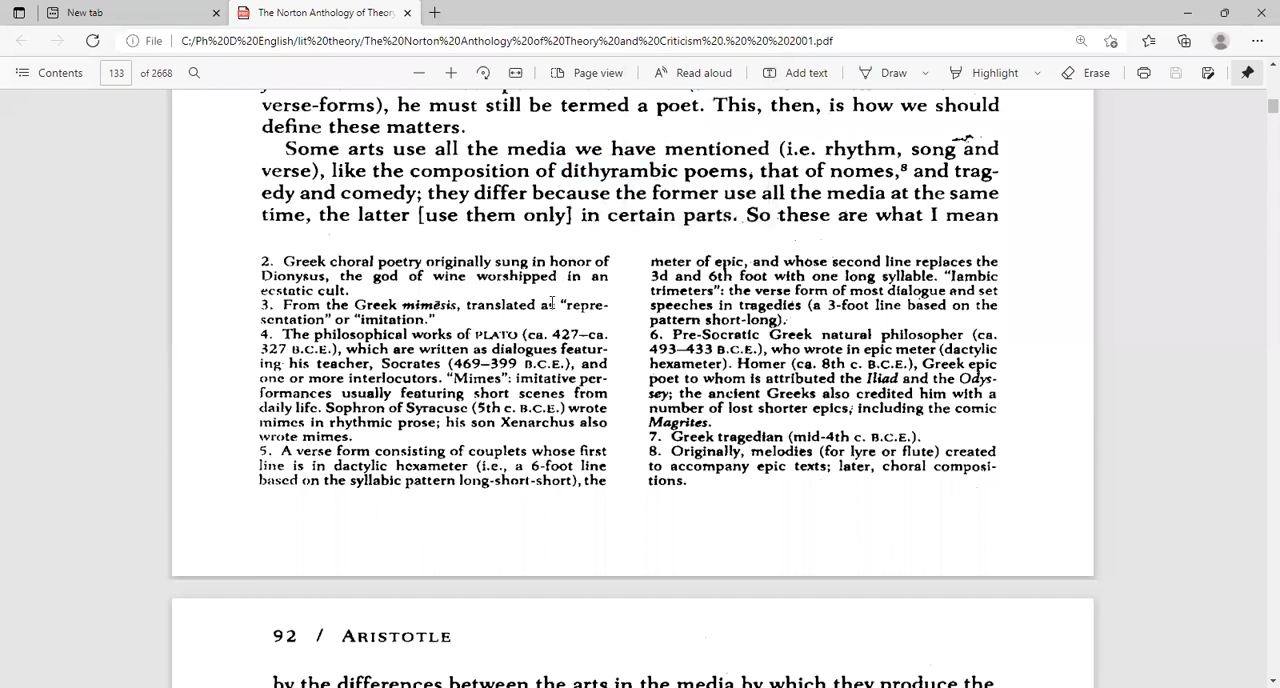 New tab
The Norton Anthology of Theory
File
C:/Ph%20D%20English/lit%20theory/The%20Norton%20Anthology%20of%20Theory%20and%20Criticism%20.%20%20%202001.pdf
Contents
133
of 2668
Page view
Read aloud
Add text
Draw
Highlight
Erase
verse-forms), he must still be termed a poet. This, then, is how we should
define these matters.
Some arts use all the media we have mentioned (i.e. rhythm, song and
verse), like the composition of dithyrambic poems, that of nomes,⁸ and trag-
edy and comedy; they differ because the former use all the media at the same
time, the latter [use them only] in certain parts. So these are what I mean
2. Greek choral poetry originally sung in honor of
Dionysus, the god of wine worshipped in an
ecstatic cult.
3. From the Greek mimēsis, translated as “repre-
sentation” or “imitation.”
4. The philosophical works of PLATO (ca. 427–ca.
327 B.C.E.), which are written as dialogues featur-
ing his teacher, Socrates (469–399 B.C.E.), and
one or more interlocutors. “Mimes”: imitative per-
formances usually featuring short scenes from
daily life. Sophron of Syracuse (5th c. B.C.E.) wrote
mimes in rhythmic prose; his son Xenarchus also
wrote mimes.
5. A verse form consisting of couplets whose first
line is in dactylic hexameter (i.e., a 6-foot line
based on the syllabic pattern long-short-short), the
meter of epic, and whose second line replaces the
3d and 6th foot with one long syllable. “Iambic
trimeters”: the verse form of most dialogue and set
speeches in tragedies (a 3-foot line based on the
pattern short-long).
6. Pre-Socratic Greek natural philosopher (ca.
493–433 B.C.E.), who wrote in epic meter (dactylic
hexameter). Homer (ca. 8th c. B.C.E.), Greek epic
poet to whom is attributed the Iliad and the Odys-
sey; the ancient Greeks also credited him with a
number of lost shorter epics, including the comic
Magrites.
7. Greek tragedian (mid-4th c. B.C.E.).
8. Originally, melodies (for lyre or flute) created
to accompany epic texts; later, choral composi-
tions.
92 / ARISTOTLE
by the differences between the arts in the media by which they produce the